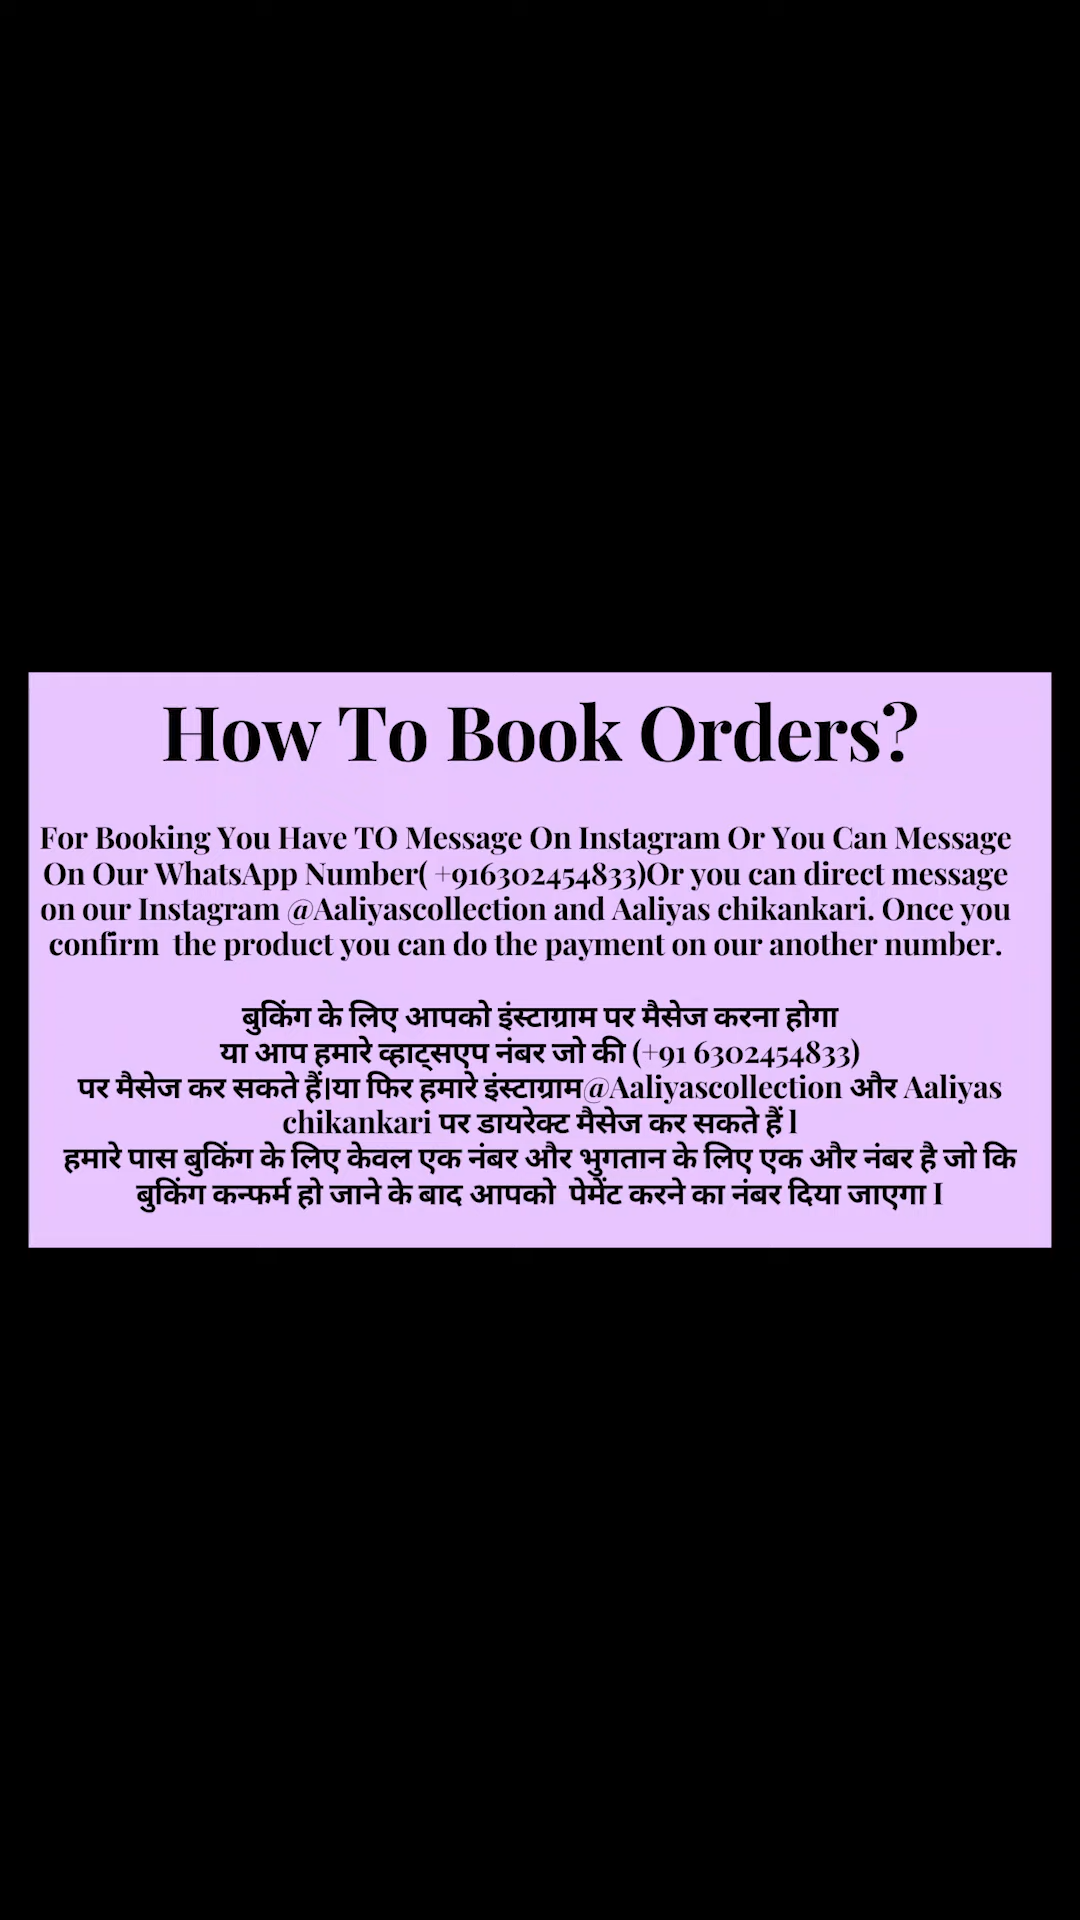 How To Book Orders?
For Booking You Have TO Message On Instagram Or You Can Message
On Our WhatsApp Number( +916302454833)Or you can direct message
on our Instagram @Aaliyascollection and Aaliyas chikankari. Once you
confirm  the product you can do the payment on our another number.
बुकिंग के लिए आपको इंस्टाग्राम पर मैसेज करना होगा
या आप हमारे व्हाट्सएप नंबर जो की (+91 6302454833)
पर मैसेज कर सकते हैं।या फिर हमारे इंस्टाग्राम@Aaliyascollection और Aaliyas
chikankari पर डायरेक्ट मैसेज कर सकते हैं l
हमारे पास बुकिंग के लिए केवल एक नंबर और भुगतान के लिए एक और नंबर है जो कि
बुकिंग कन्फर्म हो जाने के बाद आपको  पेमेंट करने का नंबर दिया जाएगा I